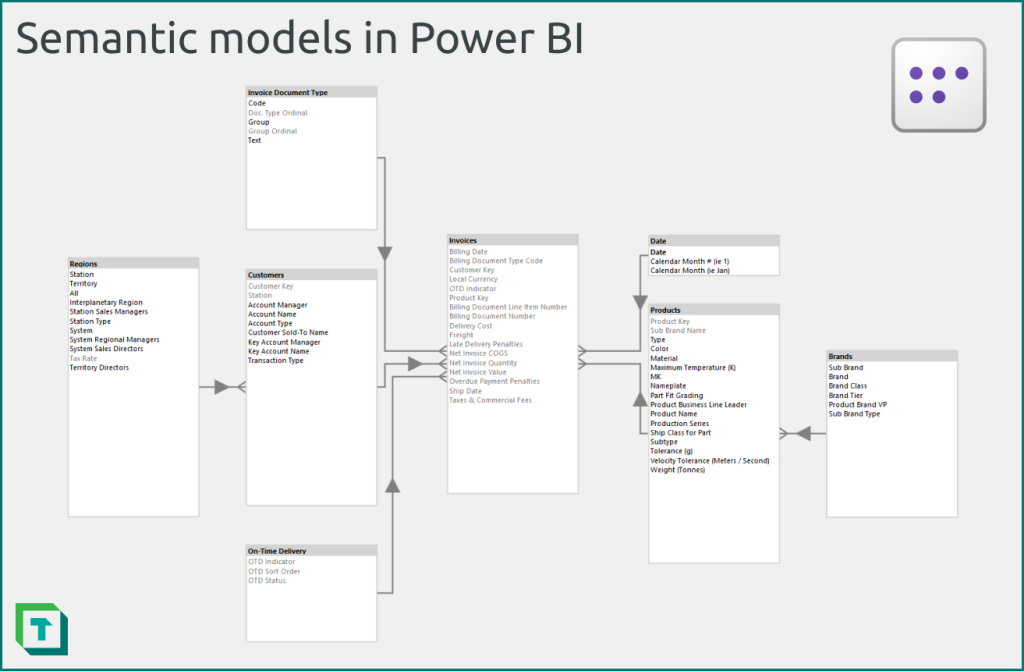 Semantic models in Power BI
Invoice Document Type
Code
Doc. Type Ordinal
Group
Group Ordinal
Text
Regions
Station
Territory
All
Interplanetary Region
Station Sales Managers
Station Type
System
System Regional Managers
System Sales Directors
Tax Rate
Territory Directors
Customers
Customer Key
Station
Account Manager
Account Name
Account Type
Customer Sold-To Name
Key Account Manager
Key Account Name
Transaction Type
On-Time Delivery
OTD Indicator
OTD Sort Order
OTD Status
Invoices
Billing Date
Billing Document Type Code
Customer Key
Local Currency
OTD Indicator
Product Key
Billing Document Line Item Number
Billing Document Number
Delivery Cost
Freight
Late Delivery Penalties
Net Invoice COGS
Net Invoice Quantity
Net Invoice Value
Overdue Payment Penalties
Ship Date
Taxes & Commercial Fees
Date
Date
Calendar Month # (ie 1)
Calendar Month (ie Jan)
Products
Product Key
Sub Brand Name
Type
Color
Material
Maximum Temperature (K)
MK
Nameplate
Part Fit Grading
Product Business Line Leader
Product Name
Production Series
Ship Class for Part
Subtype
Tolerance (g)
Velocity Tolerance (Meters / Second)
Weight (Tonnes)
Brands
Sub Brand
Brand
Brand Class
Brand Tier
Product Brand VP
Sub Brand Type
T